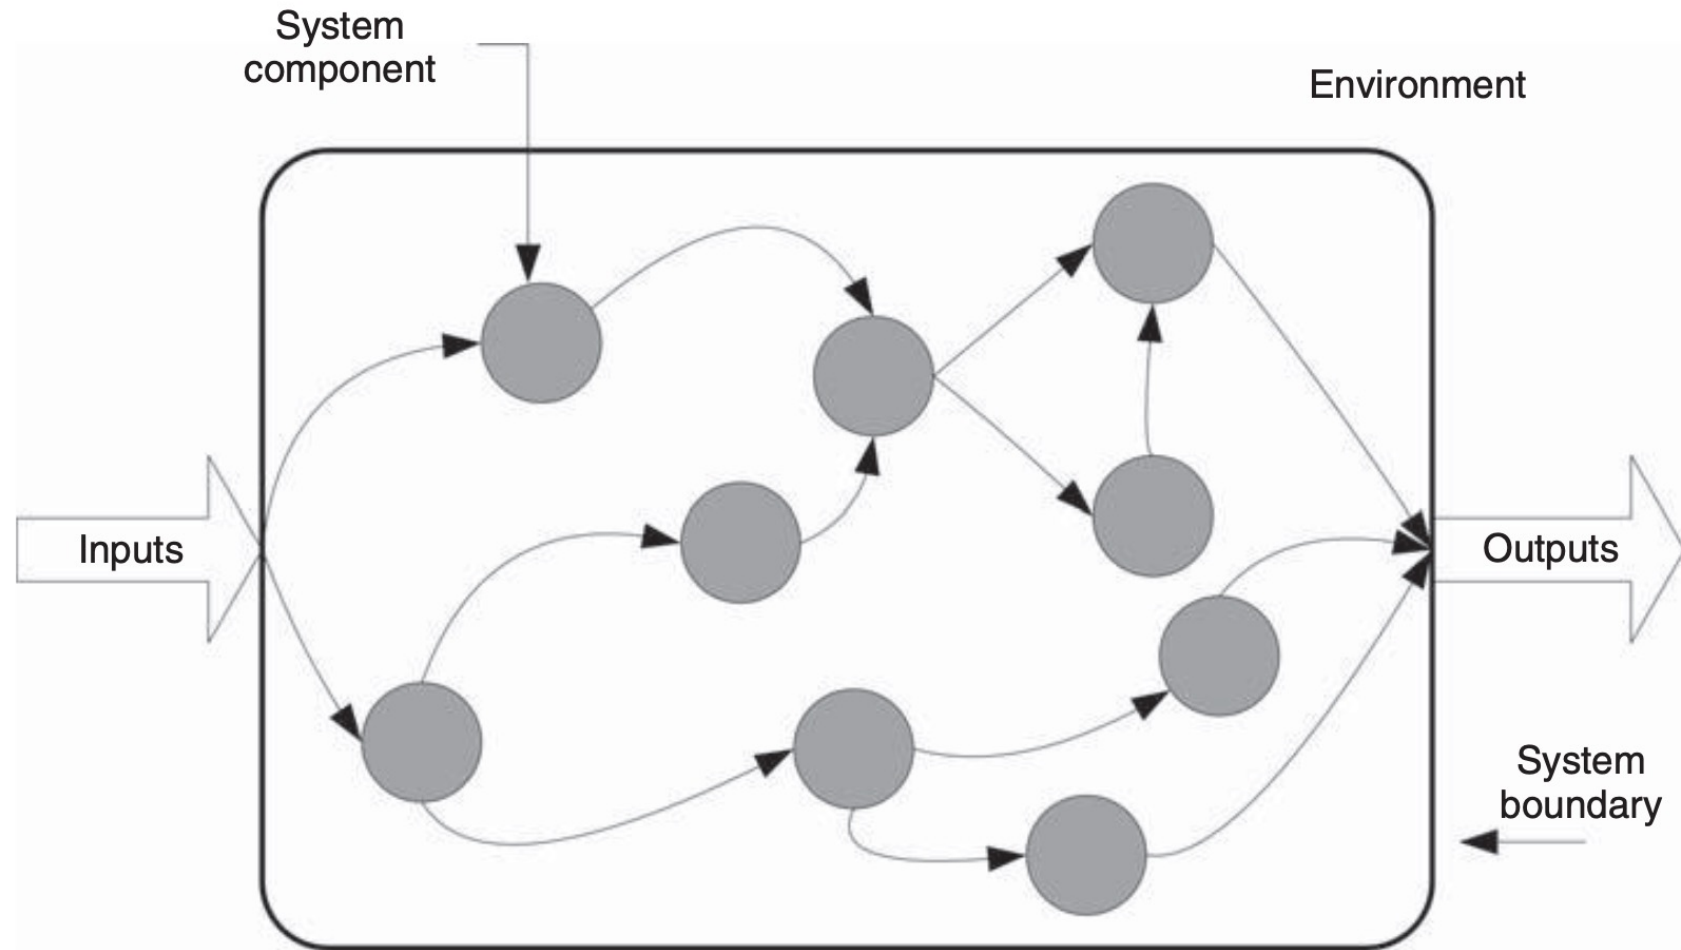 System
component
Environment
Inputs
Outputs
System
boundary